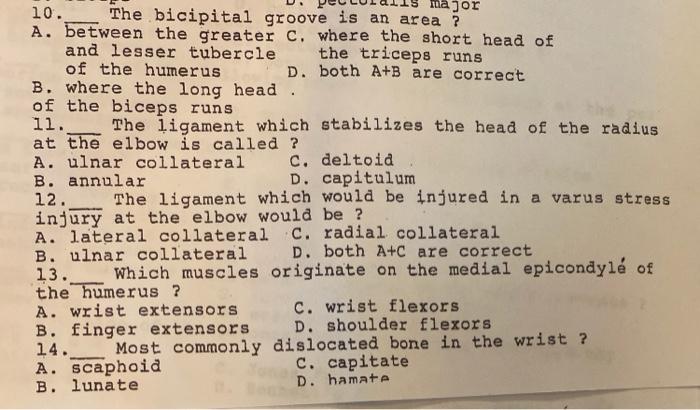 D. pectoralis major
10.___ The bicipital groove is an area ?
A. between the greater C. where the short head of
and lesser tubercle the triceps runs
of the humerus D. both A+B are correct
B. where the long head .
of the biceps runs
11.___ The ligament which stabilizes the head of the radius
at the elbow is called ?
A. ulnar collateral C. deltoid
B. annular D. capitulum
12.___ The ligament which would be injured in a varus stress
injury at the elbow would be ?
A. lateral collateral C. radial collateral
B. ulnar collateral D. both A+C are correct
13.___ Which muscles originate on the medial epicondyle of
the humerus ?
A. wrist extensors C. wrist flexors
B. finger extensors D. shoulder flexors
14.___ Most commonly dislocated bone in the wrist ?
A. scaphoid C. capitate
B. lunate D. hamate